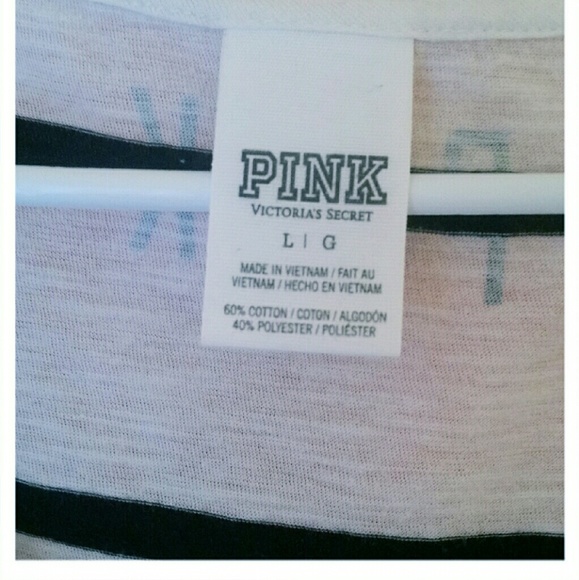 PINK
VICTORIA'S SECRET
L | G
MADE IN VIETNAM / FAIT AU
VIETNAM / HECHO EN VIETNAM
60% COTTON / COTON / ALGODÓN
40% POLYESTER / POLIÉSTER